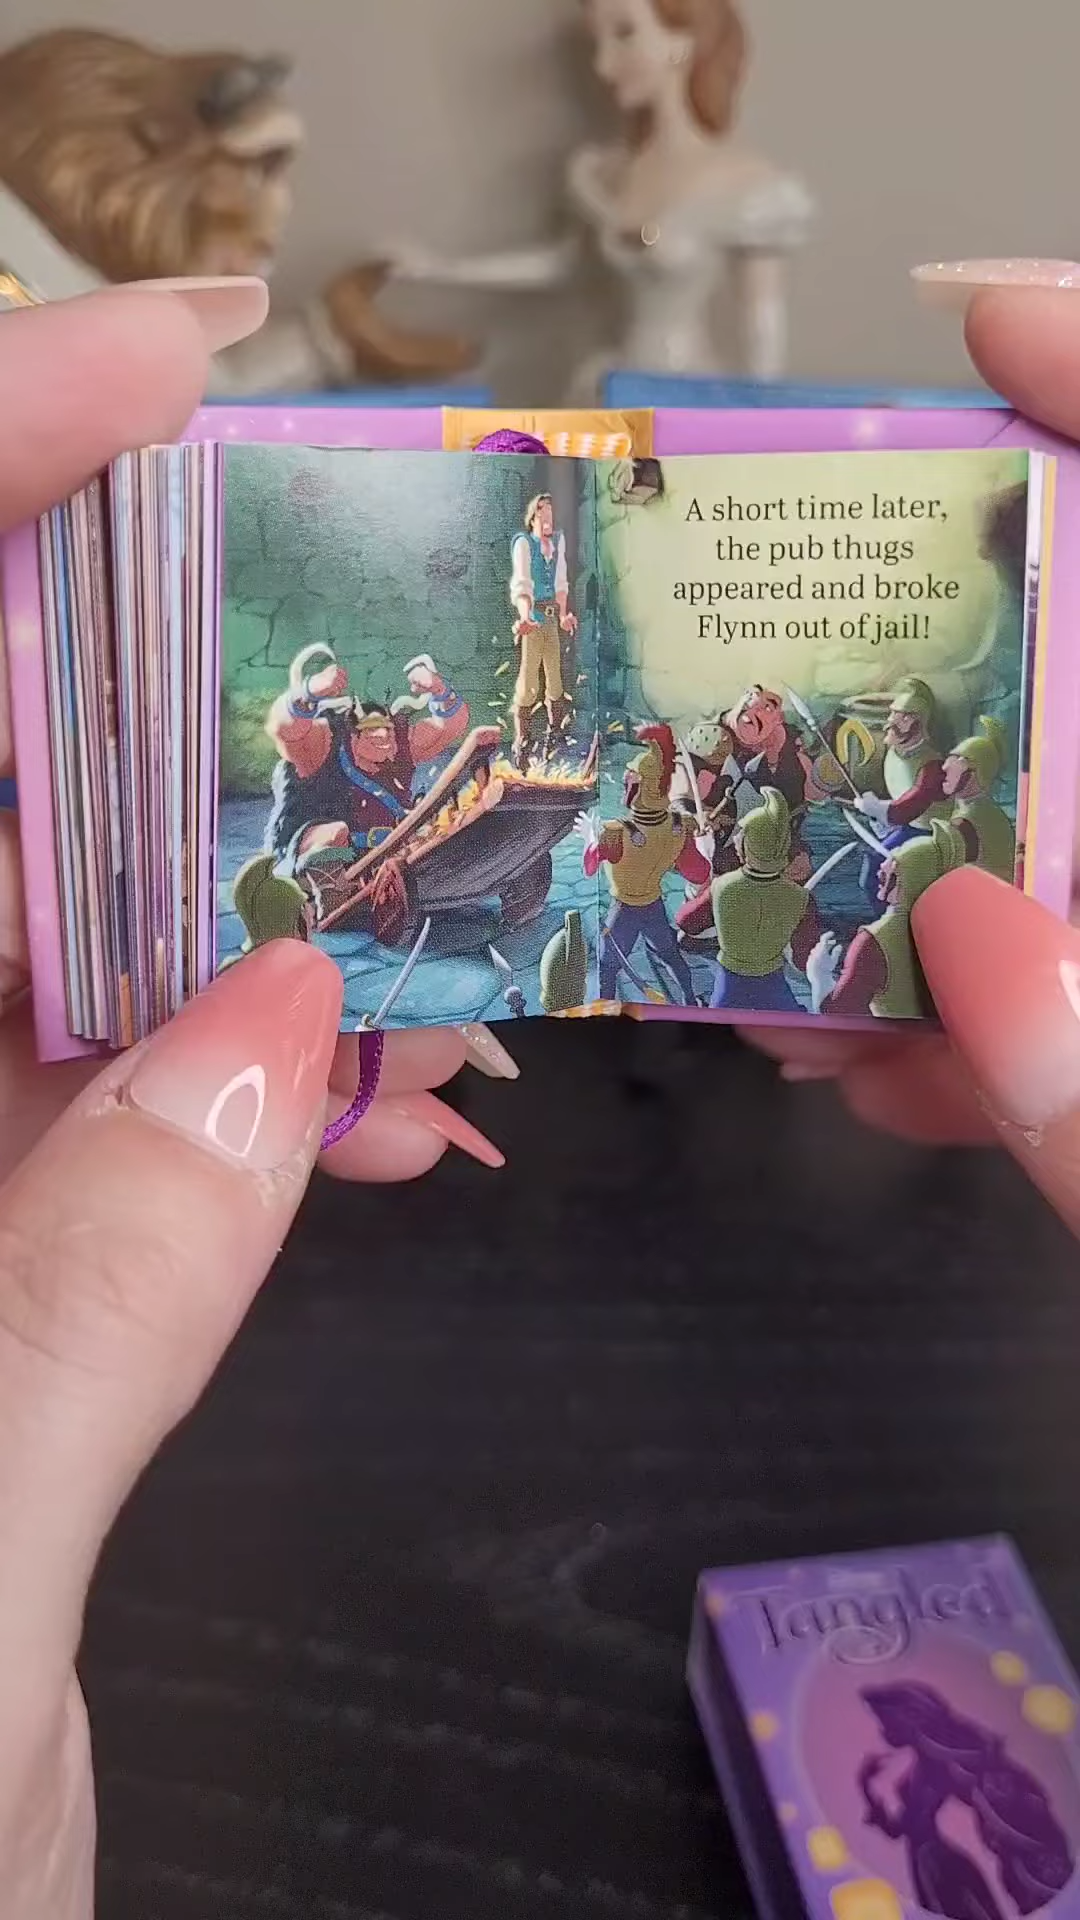 A short time later,
the pub thugs
appeared and broke
Flynn out of jail!
Tangled